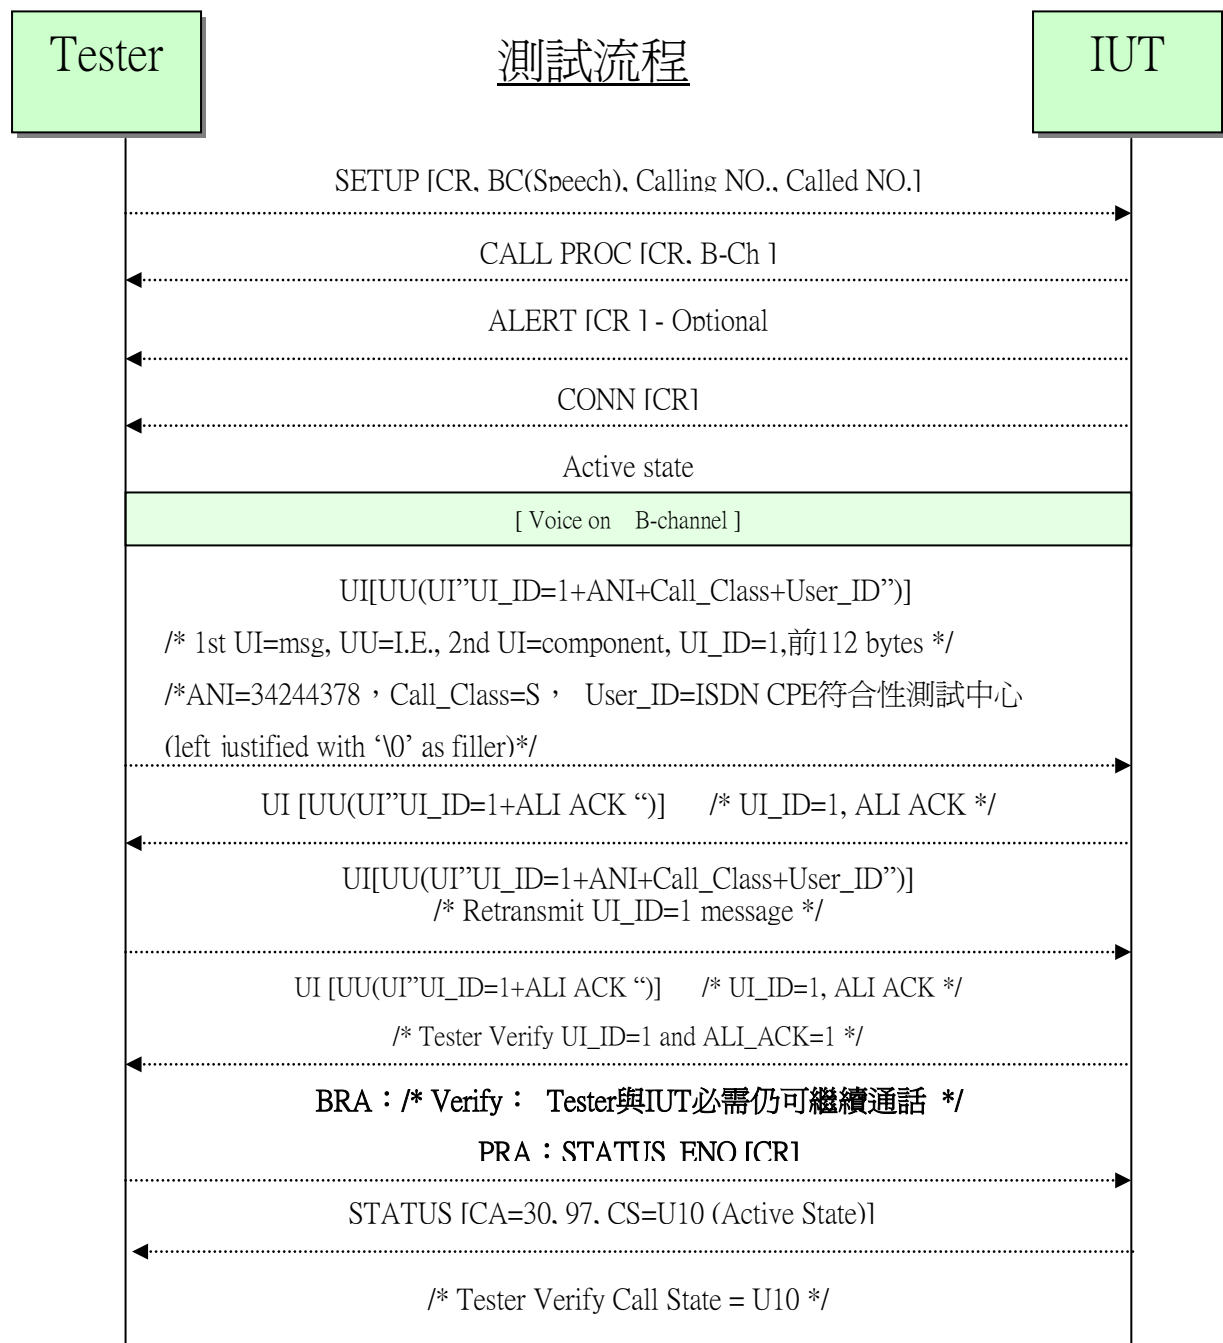 Tester
測試流程
IUT
SETUP [CR, BC(Speech), Calling NO., Called NO.]
CALL PROC [CR, B-Ch ]
ALERT [CR ] - Optional
CONN [CR]
Active state
[ Voice on B-channel ]
UI[UU(UI”UI_ID=1+ANI+Call_Class+User_ID”)]
/* 1st UI=msg, UU=I.E., 2nd UI=component, UI_ID=1,前112 bytes */
/*ANI=34244378，Call_Class=S， User_ID=ISDN CPE符合性測試中心
(left justified with ‘\0’ as filler)*/
UI [UU(UI”UI_ID=1+ALI ACK “)] /* UI_ID=1, ALI ACK */
UI[UU(UI”UI_ID=1+ANI+Call_Class+User_ID”)]
/* Retransmit UI_ID=1 message */
UI [UU(UI”UI_ID=1+ALI ACK “)] /* UI_ID=1, ALI ACK */
/* Tester Verify UI_ID=1 and ALI_ACK=1 */
BRA：/* Verify： Tester與IUT必需仍可繼續通話 */
PRA：STATUS ENQ [CR]
STATUS [CA=30, 97, CS=U10 (Active State)]
/* Tester Verify Call State = U10 */